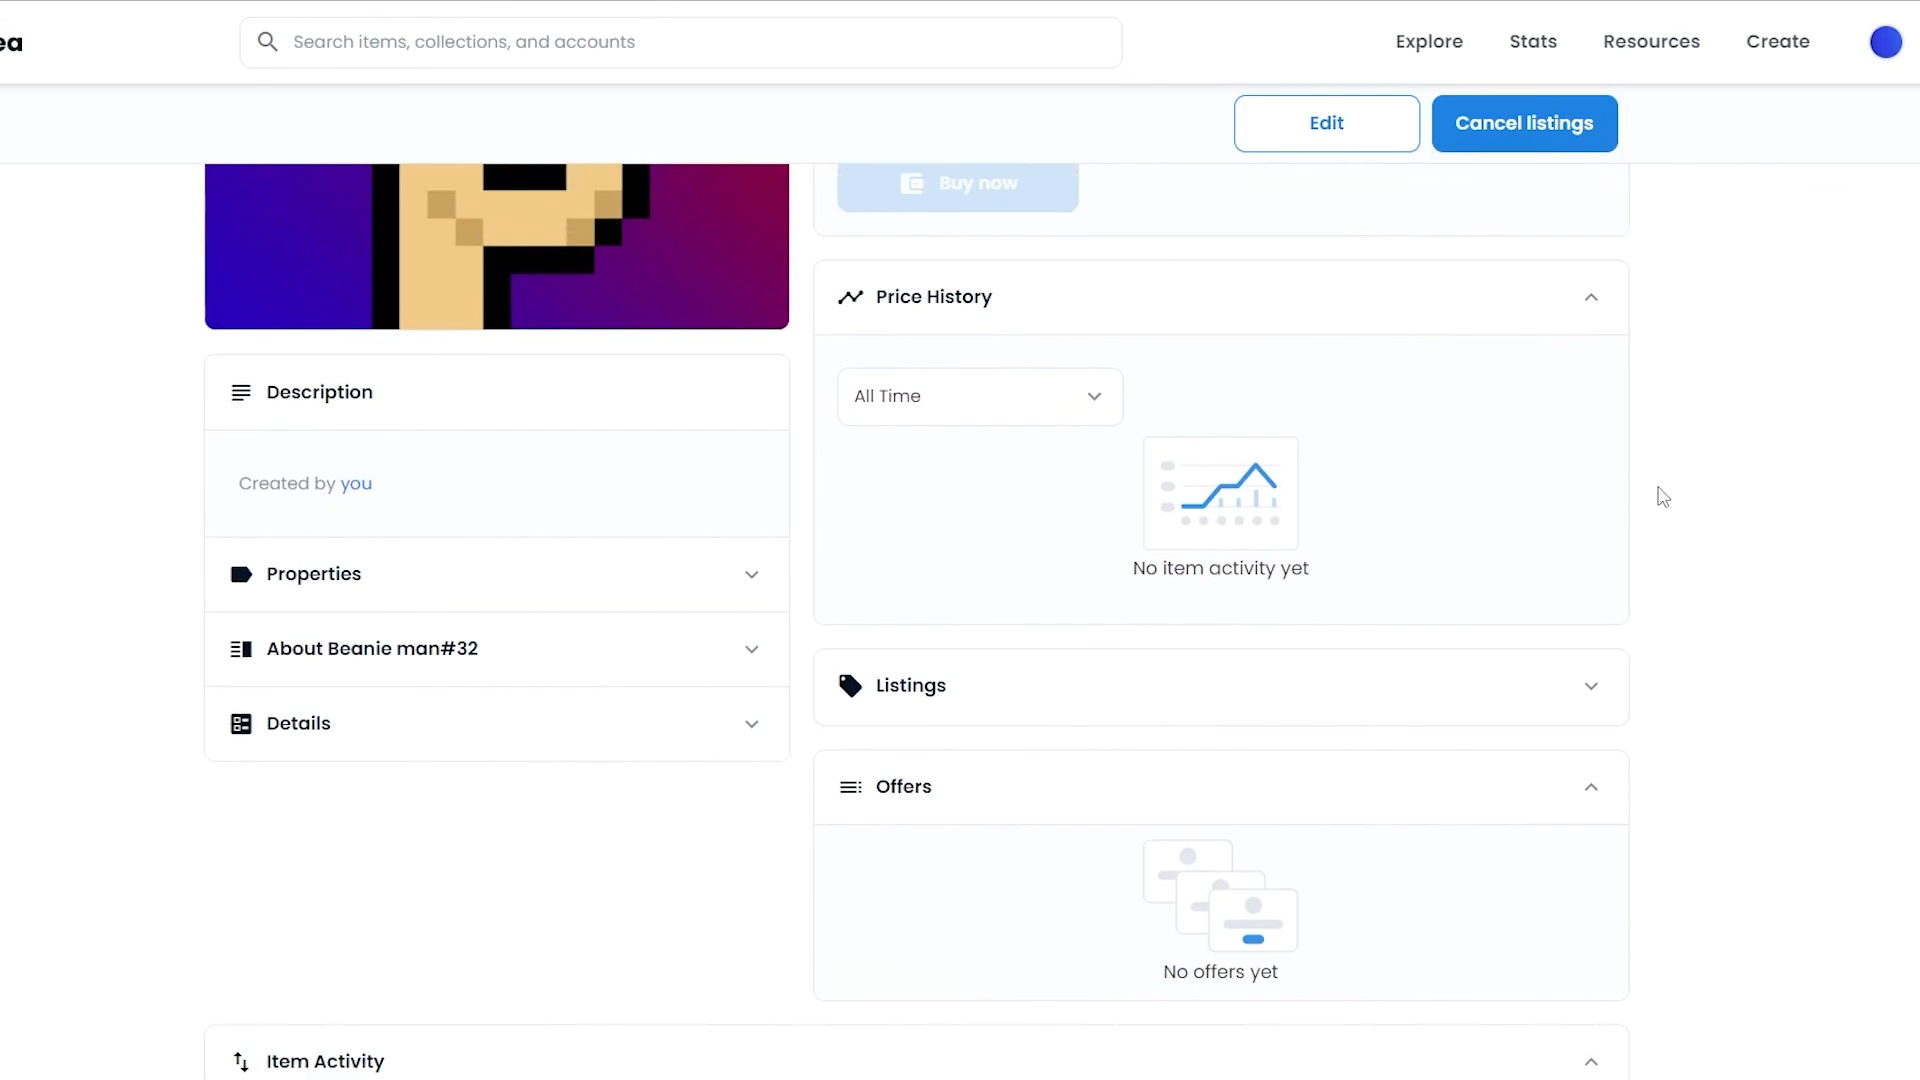 ea
Search items, collections, and accounts
Explore
Stats
Resources
Create
Edit
Cancel listings
Buy now
Price History
All Time
No item activity yet
Description
Created by you
Properties
About Beanie man#32
Details
Listings
Offers
No offers yet
Item Activity